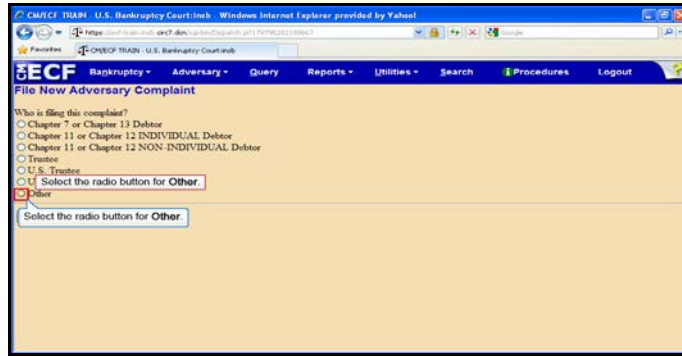 CM/ECF TRAIN - U.S. Bankruptcy Court:insb - Windows Internet Explorer provided by Yahoo!
Google
Favorites CM/ECF TRAIN - U.S. Bankruptcy Court:insb
ECF Bankruptcy Adversary Query Reports Utilities Search Procedures Logout
File New Adversary Complaint
Who is filing this complaint?
Chapter 7 or Chapter 13 Debtor
Chapter 11 or Chapter 12 INDIVIDUAL Debtor
Chapter 11 or Chapter 12 NON-INDIVIDUAL Debtor
Trustee
U.S. Trustee
U
Select the radio button for Other.
Other
Select the radio button for Other.